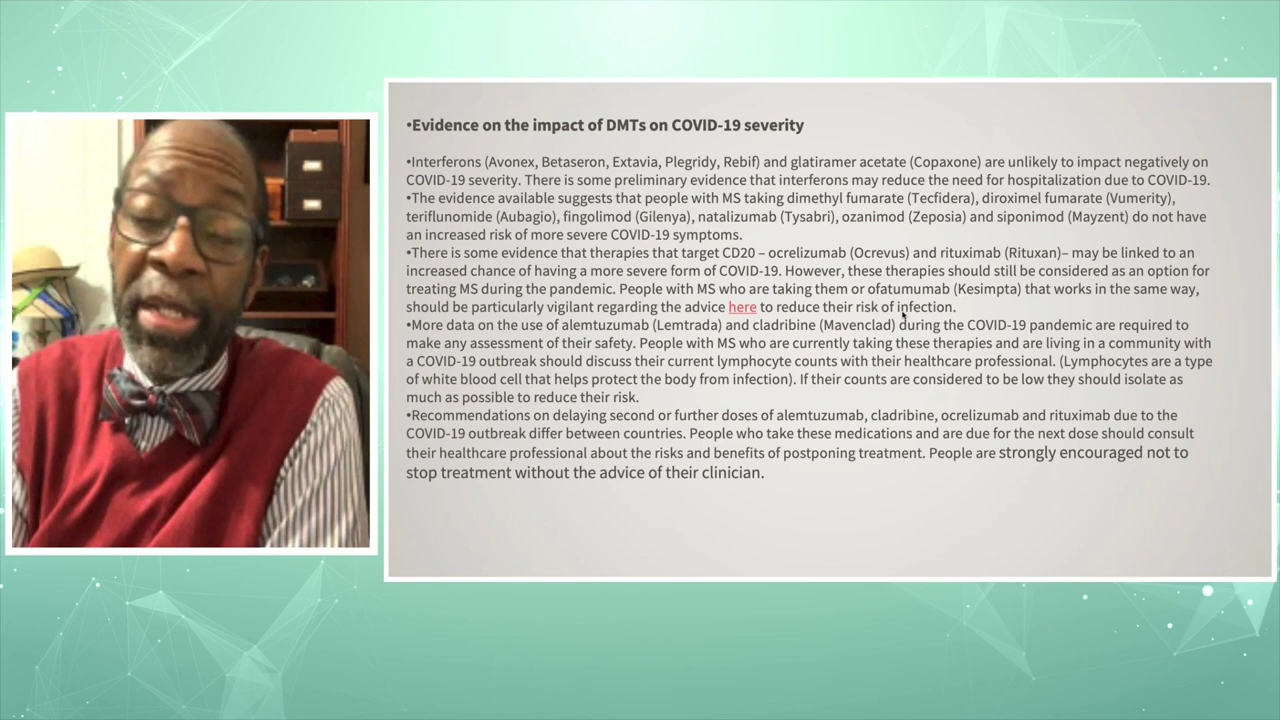 •Evidence on the impact of DMTs on COVID-19 severity
•Interferons (Avonex, Betaseron, Extavia, Plegridy, Rebif) and glatiramer acetate (Copaxone) are unlikely to impact negatively on
COVID-19 severity. There is some preliminary evidence that interferons may reduce the need for hospitalization due to COVID-19.
•The evidence available suggests that people with MS taking dimethyl fumarate (Tecfidera), diroximel fumarate (Vumerity),
teriflunomide (Aubagio), fingolimod (Gilenya), natalizumab (Tysabri), ozanimod (Zeposia) and siponimod (Mayzent) do not have
an increased risk of more severe COVID-19 symptoms.
•There is some evidence that therapies that target CD20 – ocrelizumab (Ocrevus) and rituximab (Rituxan)– may be linked to an
increased chance of having a more severe form of COVID-19. However, these therapies should still be considered as an option for
treating MS during the pandemic. People with MS who are taking them or ofatumumab (Kesimpta) that works in the same way,
should be particularly vigilant regarding the advice here to reduce their risk of infection.
•More data on the use of alemtuzumab (Lemtrada) and cladribine (Mavenclad) during the COVID-19 pandemic are required to
make any assessment of their safety. People with MS who are currently taking these therapies and are living in a community with
a COVID-19 outbreak should discuss their current lymphocyte counts with their healthcare professional. (Lymphocytes are a type
of white blood cell that helps protect the body from infection). If their counts are considered to be low they should isolate as
much as possible to reduce their risk.
•Recommendations on delaying second or further doses of alemtuzumab, cladribine, ocrelizumab and rituximab due to the
COVID-19 outbreak differ between countries. People who take these medications and are due for the next dose should consult
their healthcare professional about the risks and benefits of postponing treatment. People are strongly encouraged not to
stop treatment without the advice of their clinician.